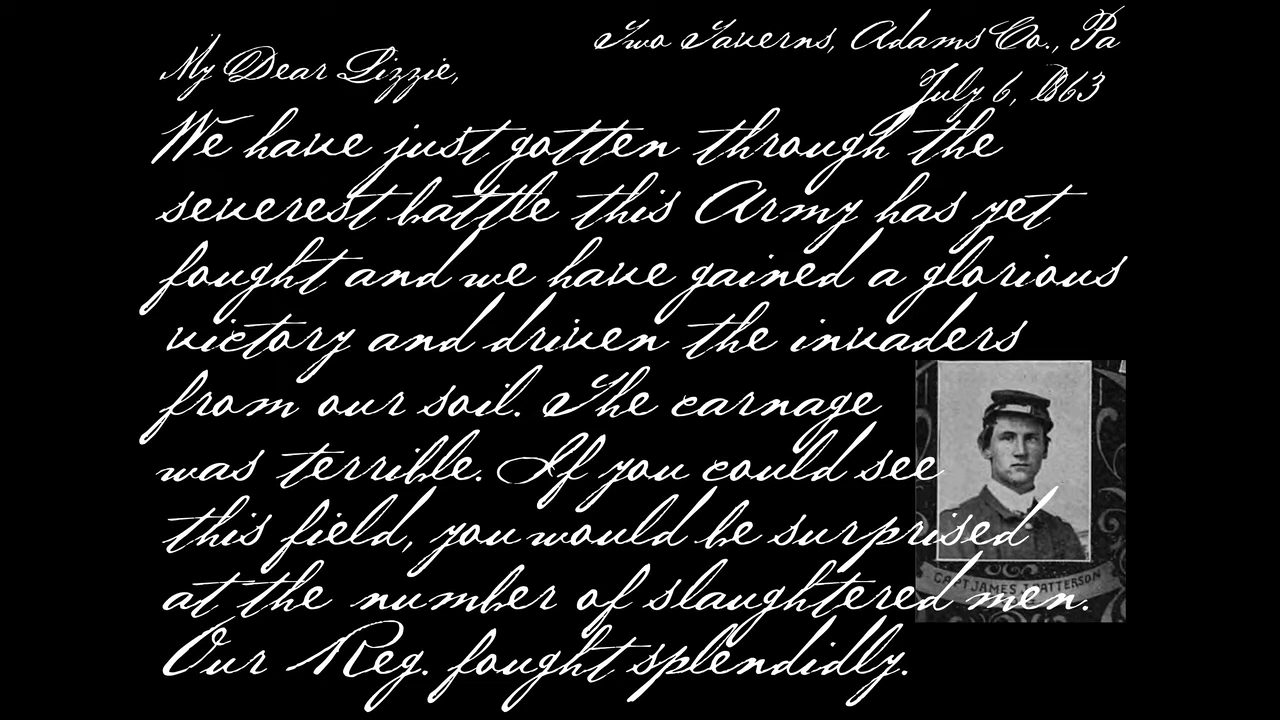 Two Taverns, Adams Co., Pa
My Dear Lizzie,
July 6, 1863
We have just gotten through the
severest battle this Army has yet
fought and we have gained a glorious
victory and driven the invaders
from our soil. The carnage
was terrible. If you could see
this field, you would be surprised
at the number of slaughtered men.
Our Reg. fought splendidly.
CAPT JAMES PATTERSON